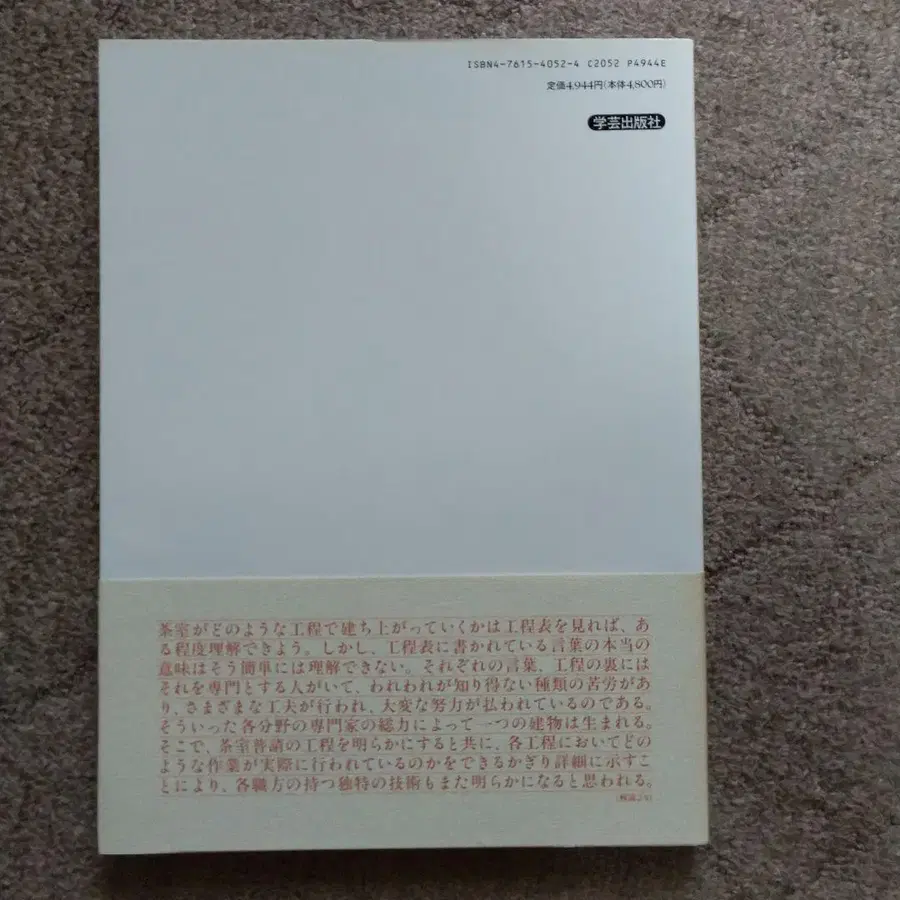 ISBN4-7615-4052-4 C2052 P4944E
定価4,944円(本体4,800円)
学芸出版社
茶室がどのような工程で建ち上がっていくかは工程表を見れば、あ
る程度理解できよう。しかし、工程表に書かれている言葉の本当の
意味はそう簡単には理解できない。それぞれの言葉、工程の裏には
それを専門とする人がいて、われわれが知り得ない種類の苦労があ
り、さまざまな工夫が行われ、大変な努力が払われているのである。
そういった各分野の専門家の総力によって一つの建物は生まれる。
そこで、茶室普請の工程を明らかにすると共に、各工程においてどの
ような作業が実際に行われているのかをできるかぎり詳細に示すこ
とにより、各職方の持つ独特の技術もまた明らかになると思われる。